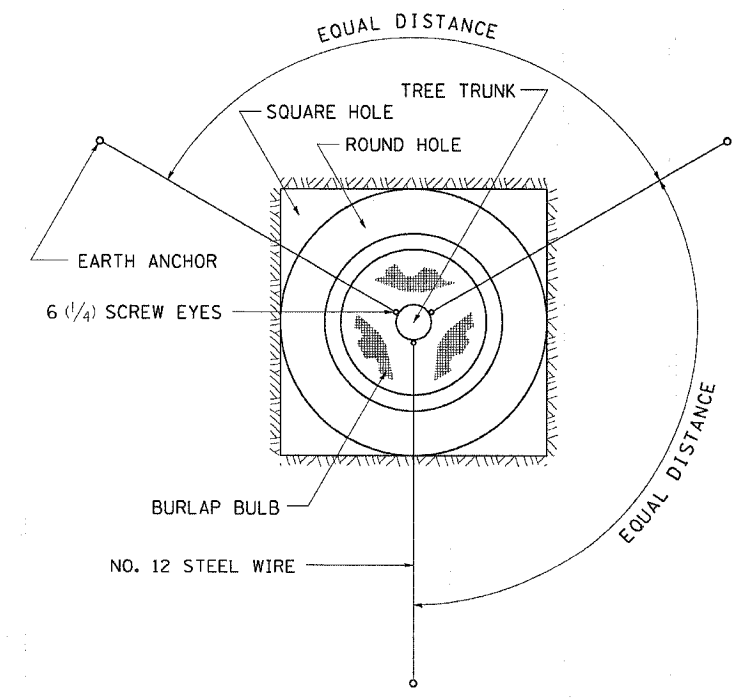 EQUAL DISTANCE
TREE TRUNK
SQUARE HOLE
ROUND HOLE
EARTH ANCHOR
6 (1/4) SCREW EYES
EQUAL DISTANCE
BURLAP BULB
NO. 12 STEEL WIRE